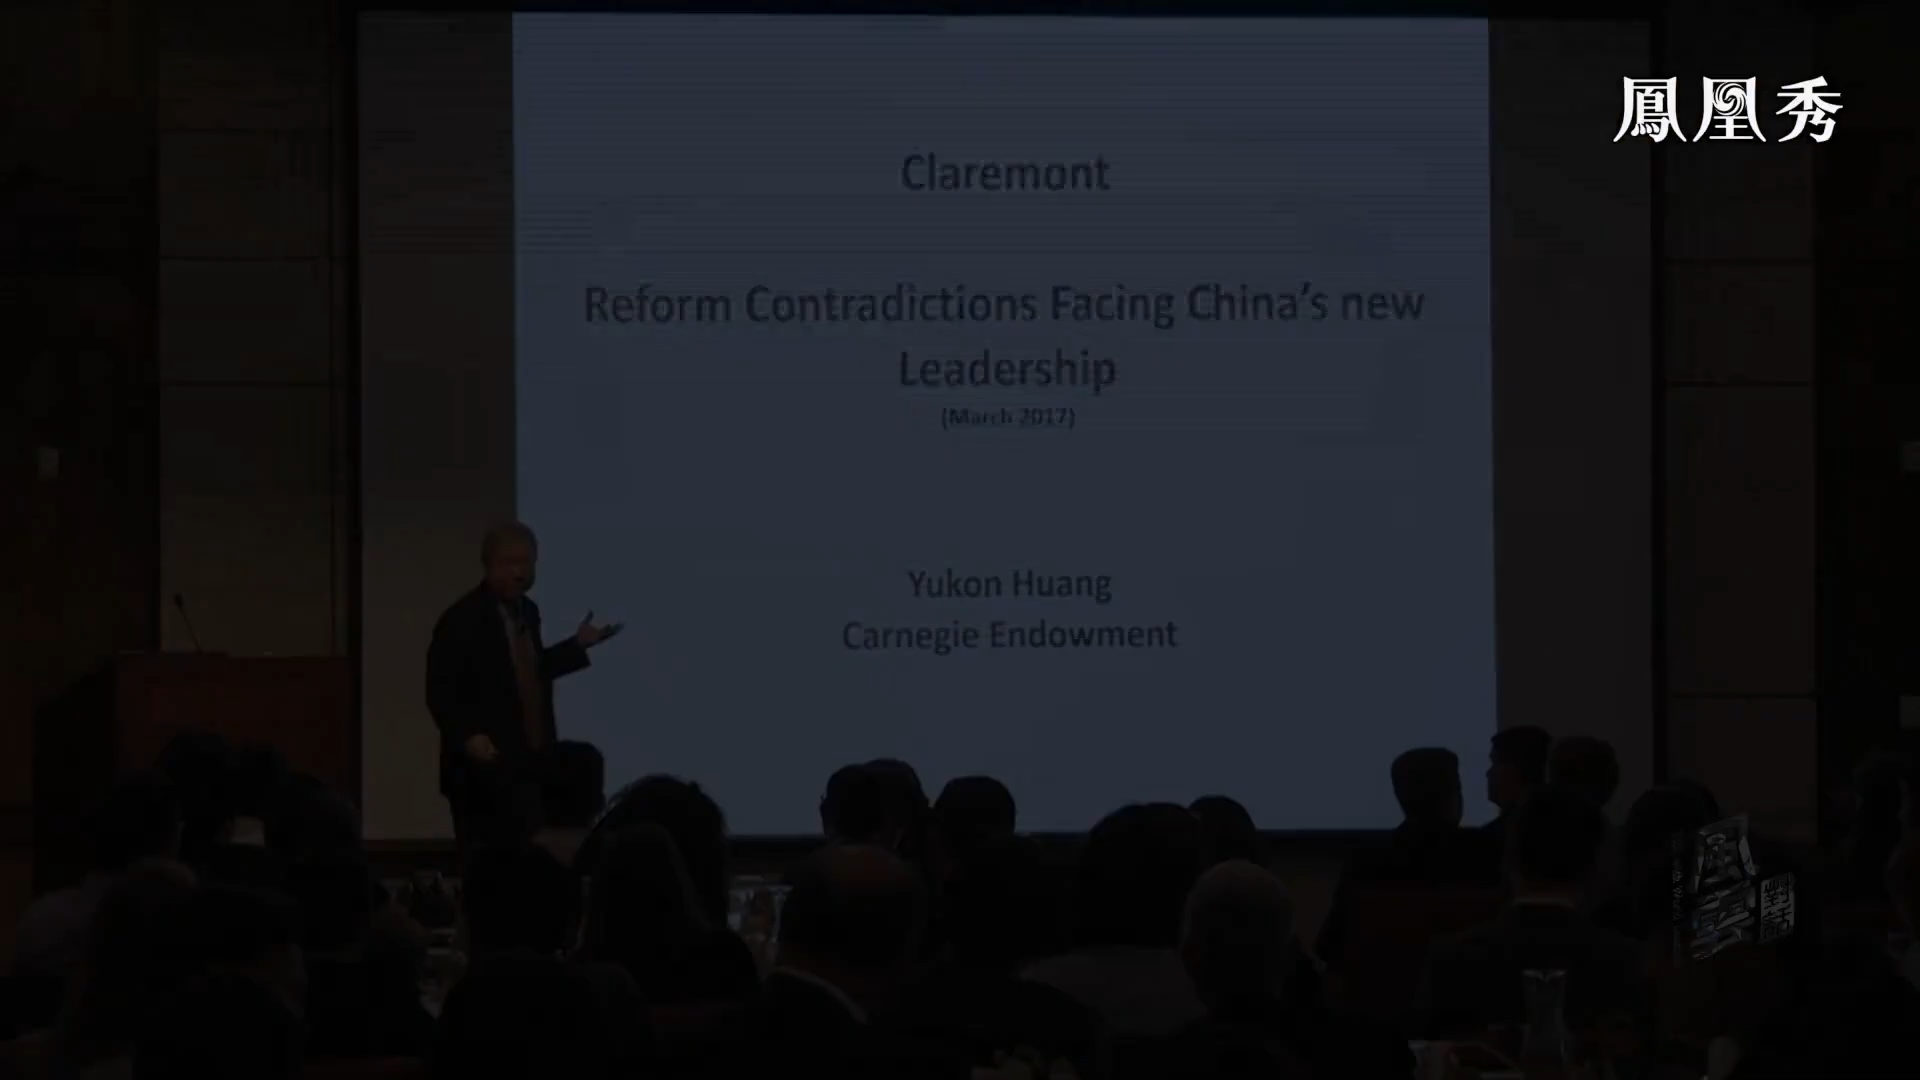 鳳凰秀
Claremont
Reform Contradictions Facing China's new
Leadership
(March 2017)
Yukon Huang
Carnegie Endowment